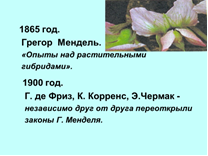 1865 год.
Грегор Мендель.
«Опыты над растительными
гибридами».
1900 год.
Г. де Фриз, К. Корренс, Э.Чермак -
независимо друг от друга переоткрыли
законы Г. Менделя.